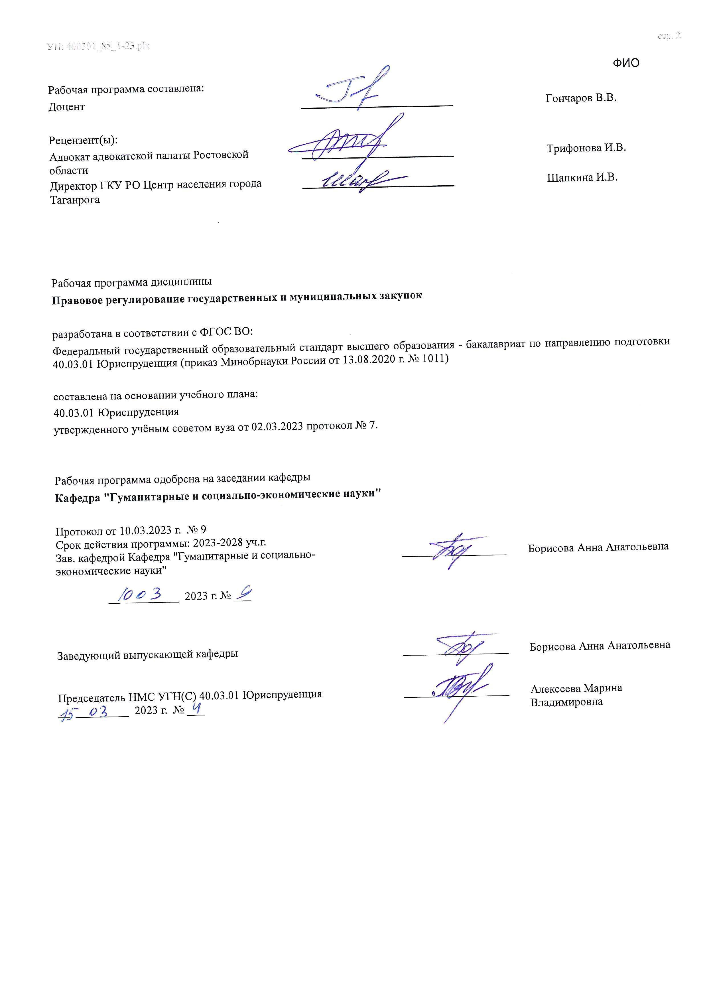 УП: 400301_85_1-23.plx
стр. 2
ФИО
Рабочая программа составлена:
Доцент
Гончаров В.В.
Рецензент(ы):
Адвокат адвокатской палаты Ростовской
области
Трифонова И.В.
Директор ГКУ РО Центр населения города
Таганрога
Шапкина И.В.
Рабочая программа дисциплины
Правовое регулирование государственных и муниципальных закупок
разработана в соответствии с ФГОС ВО:
Федеральный государственный образовательный стандарт высшего образования - бакалавриат по направлению подготовки
40.03.01 Юриспруденция (приказ Минобрнауки России от 13.08.2020 г. № 1011)
составлена на основании учебного плана:
40.03.01 Юриспруденция
утвержденного учёным советом вуза от 02.03.2023 протокол № 7.
Рабочая программа одобрена на заседании кафедры
Кафедра "Гуманитарные и социально-экономические науки"
Протокол от 10.03.2023 г. № 9
Срок действия программы: 2023-2028 уч.г.
Зав. кафедрой Кафедра "Гуманитарные и социально-
экономические науки"
Борисова Анна Анатольевна
10 03 2023 г. № 9
Заведующий выпускающей кафедры
Борисова Анна Анатольевна
Председатель НМС УГН(С) 40.03.01 Юриспруденция
Алексеева Марина
Владимировна
15 03 2023 г. № 4